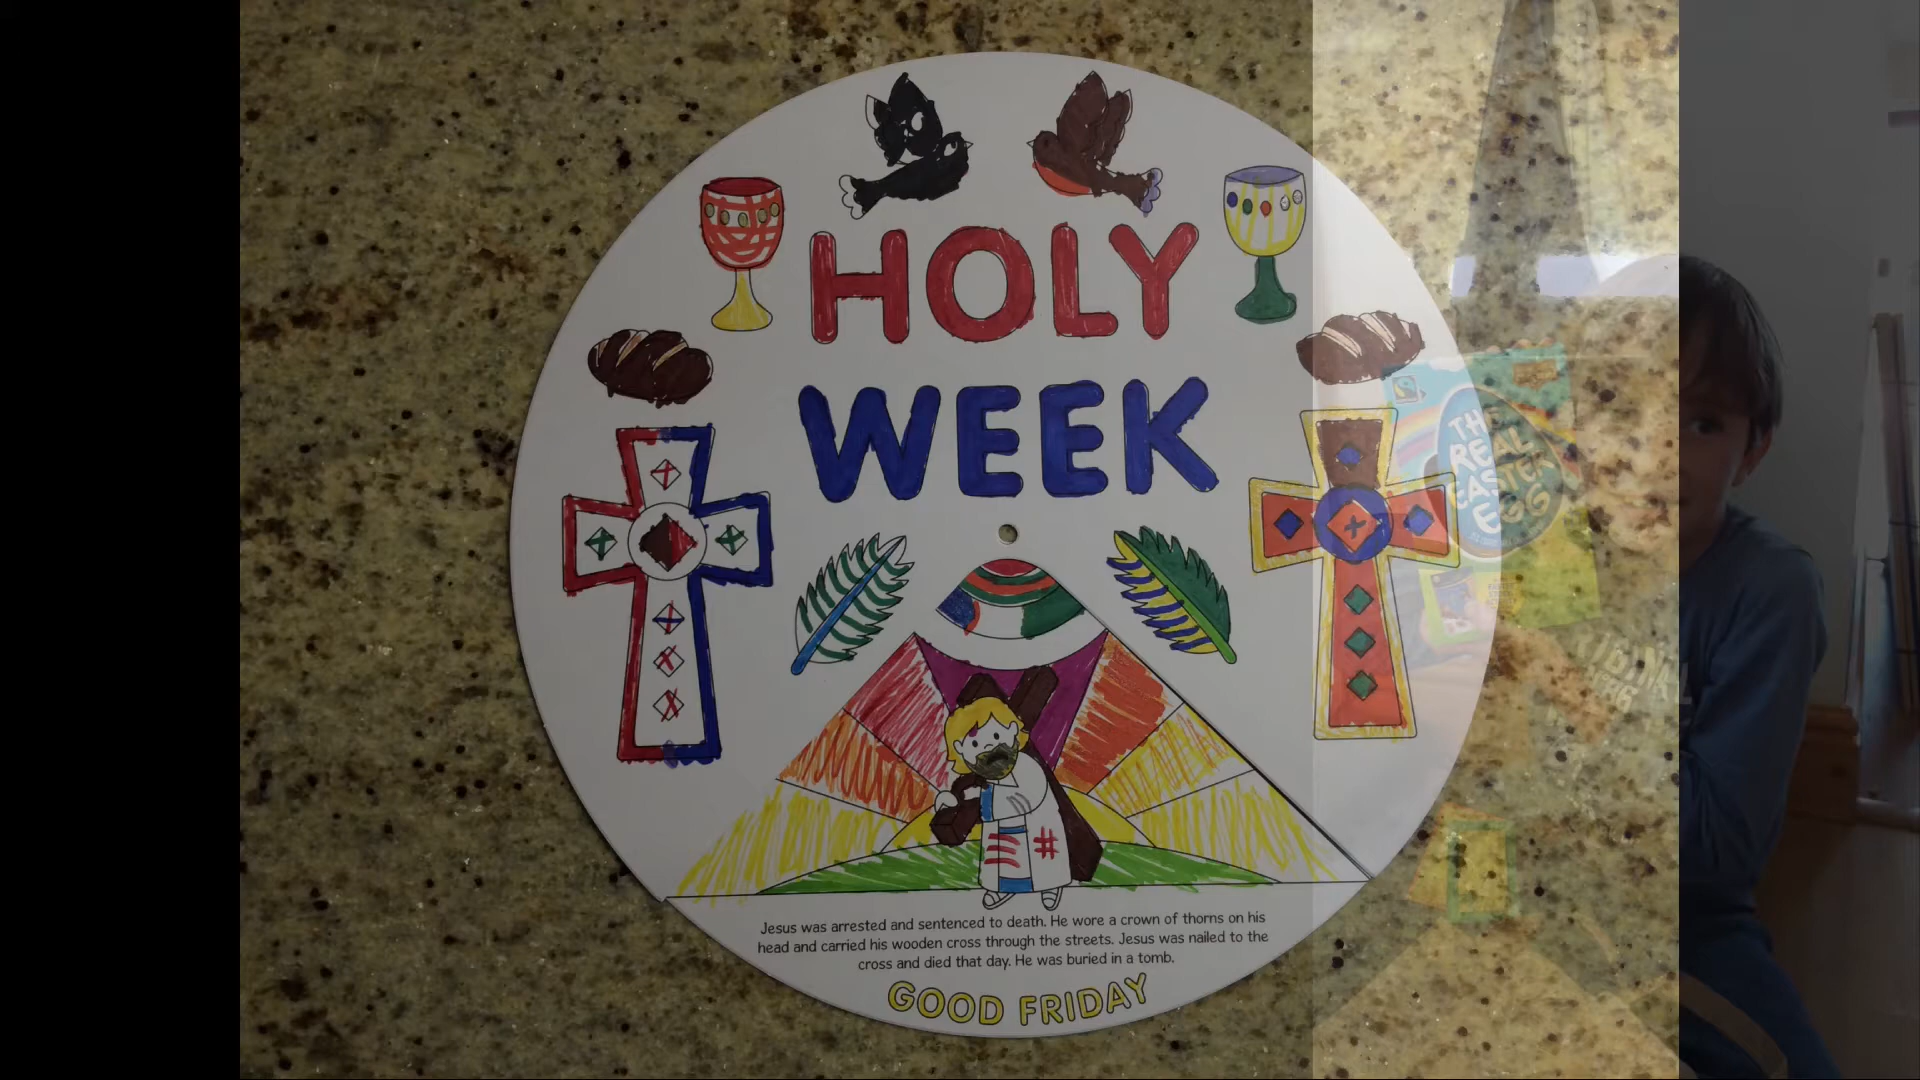 HOLY
WEEK
THE
REAL
EASTER
EGG
Jesus was arrested and sentenced to death. He wore a crown of thorns on his
head and carried his wooden cross through the streets. Jesus was nailed to the
cross and died that day. He was buried in a tomb.
GOOD FRIDAY